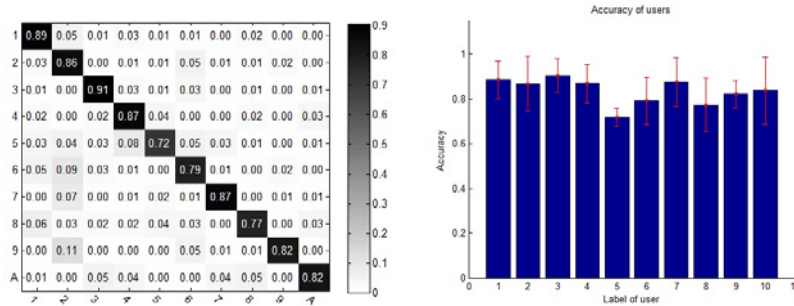 1 0.89 0.05 0.01 0.03 0.01 0.01 0.00 0.02 0.00 0.00
2 0.03 0.86 0.00 0.00 0.00 0.05 0.01 0.01 0.02 0.00
3 0.01 0.00 0.91 0.03 0.01 0.03 0.00 0.01 0.00 0.01
4 0.02 0.00 0.02 0.87 0.04 0.00 0.00 0.02 0.00 0.04
5 0.03 0.04 0.03 0.08 0.72 0.05 0.03 0.01 0.00 0.01
6 0.05 0.09 0.03 0.00 0.01 0.79 0.00 0.01 0.02 0.00
7 0.00 0.07 0.00 0.01 0.02 0.01 0.87 0.00 0.01 0.01
8 0.06 0.03 0.02 0.02 0.04 0.03 0.00 0.77 0.00 0.03
9 0.00 0.11 0.00 0.00 0.00 0.05 0.01 0.01 0.82 0.00
A 0.01 0.00 0.05 0.04 0.00 0.00 0.04 0.05 0.00 0.82
1 2 3 4 5 6 7 8 9 A
0.9
0.8
0.7
0.6
0.5
0.4
0.3
0.2
0.1
0
Accuracy of users
Accuracy
1
0.8
0.6
0.4
0.2
0
0 1 2 3 4 5 6 7 8 9 10 1
Label of user